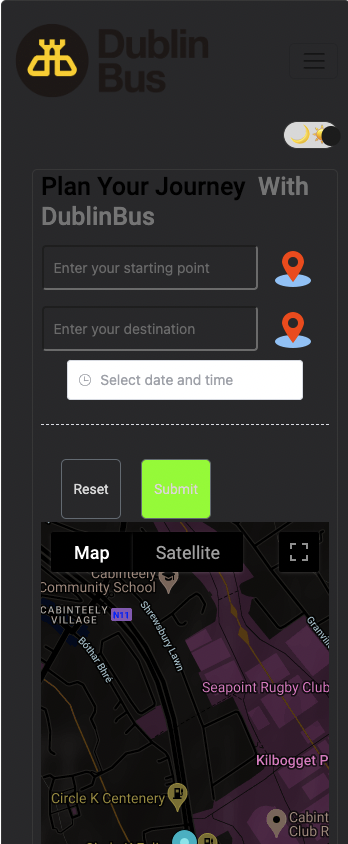 Dublin
Bus
Plan Your Journey With
DublinBus
Enter your starting point
Enter your destination
Select date and time
Reset
Submit
Map
Satellite
Cabinteely
Community School
CABINTEELY
VILLAGE
N11
Shrewsbury Lawn
Bóthar Bhré
Seapoint Rugby Club
Kilbogget P
Circle K Centenery
Cabint
Club R